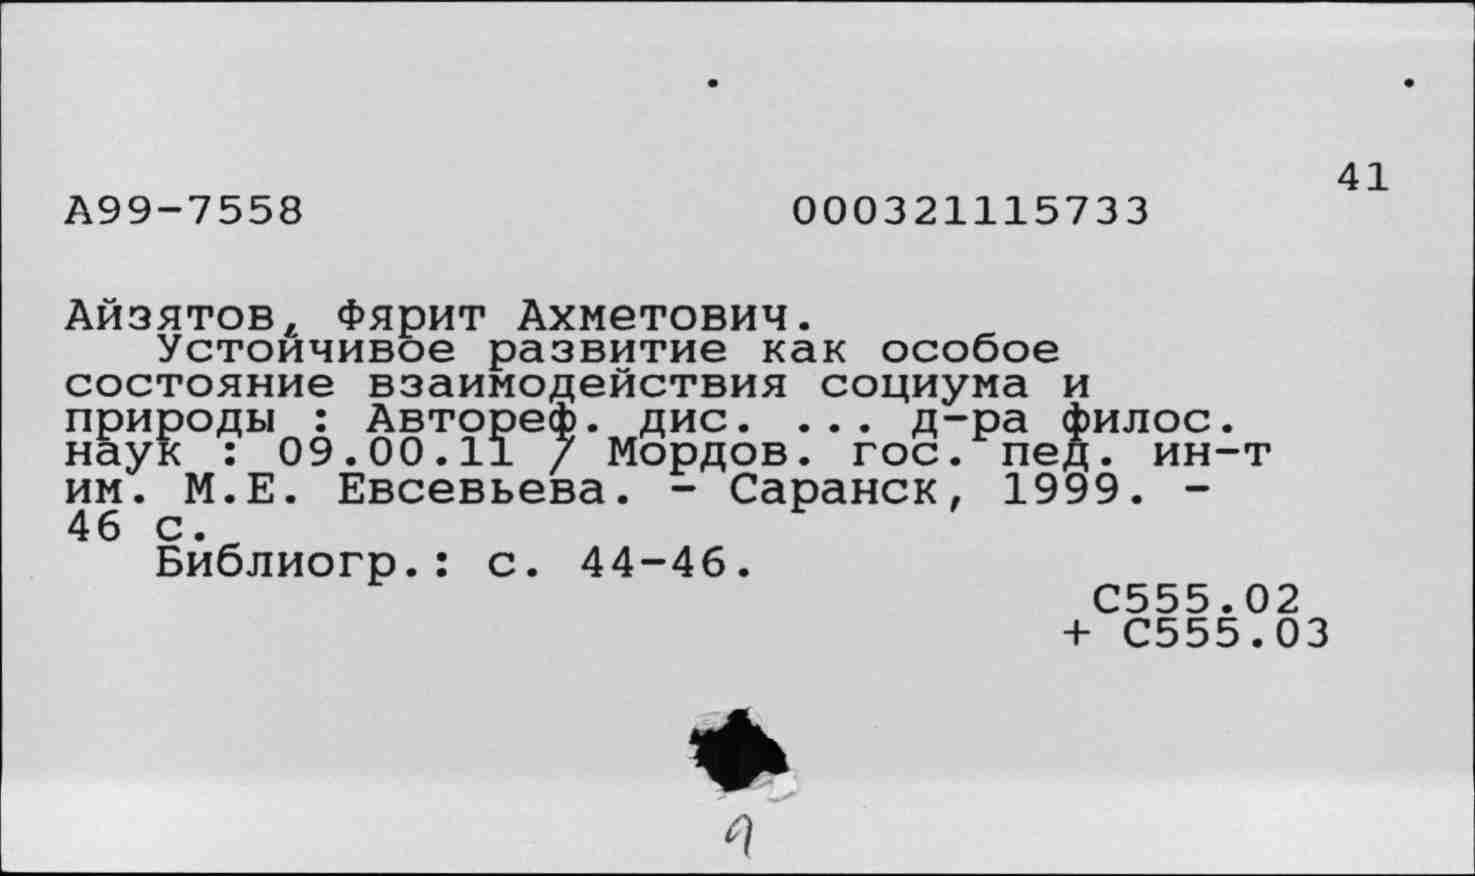 41
А99-7558 000321115733
Айзятов, Фярит Ахметович.
Устойчивое развитие как особое
состояние взаимодействия социума и
природы : Автореф. дис. ... д-ра филос.
наук : 09.00.11 / Мордов. гос. пед. ин-т
им. М.Е. Евсевьева. - Саранск, 1999. -
46 с.
Библиогр.: с. 44-46.
С555.02
+ С555.03